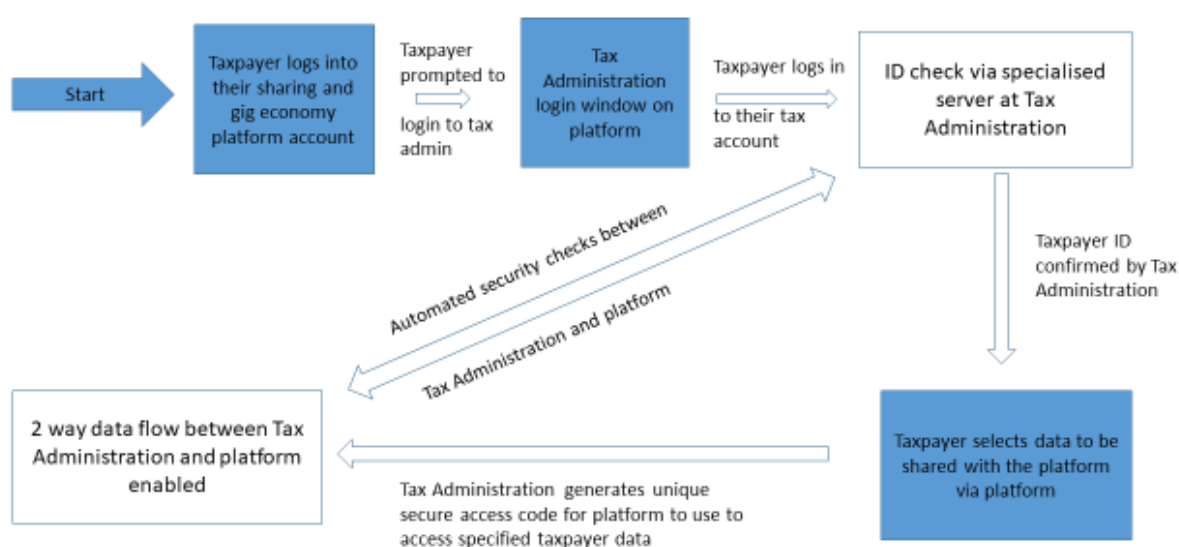 Start
Taxpayer logs into
their sharing and
gig economy
platform account
Taxpayer
prompted to
login to tax
admin
Tax
Administration
login window on
platform
Taxpayer logs in
to their tax
account
ID check via specialised
server at Tax
Administration
Taxpayer ID
confirmed by Tax
Administration
Automated security checks between
Tax Administration and platform
2 way data flow between Tax
Administration and platform
enabled
Tax Administration generates unique
secure access code for platform to use to
access specified taxpayer data
Taxpayer selects data to be
shared with the platform
via platform